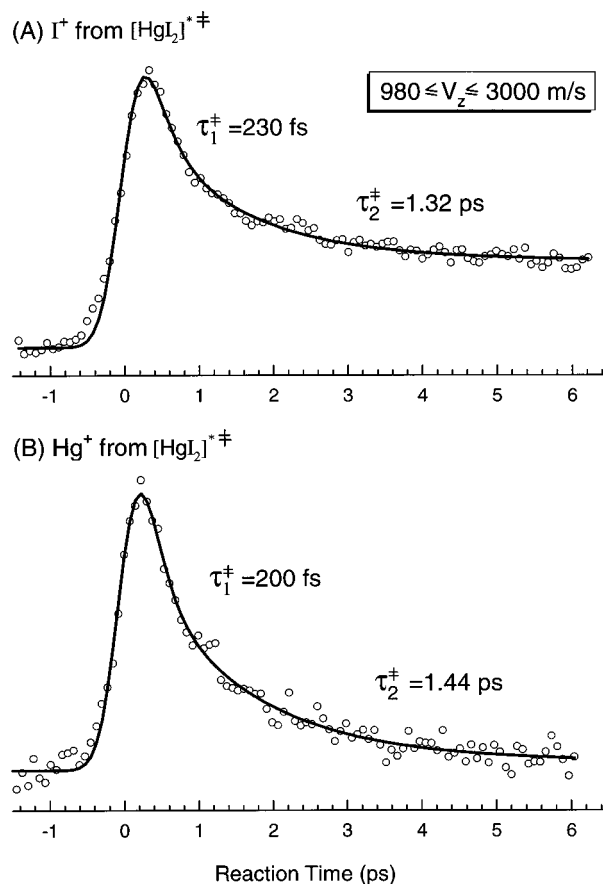 (A) I⁺ from [HgI₂]*‡
980 ≤ V_z ≤ 3000 m/s
τ₁‡ =230 fs
τ₂‡ =1.32 ps
-1 0 1 2 3 4 5 6
(B) Hg⁺ from [HgI₂]*‡
τ₁‡ =200 fs
τ₂‡ =1.44 ps
-1 0 1 2 3 4 5 6
Reaction Time (ps)